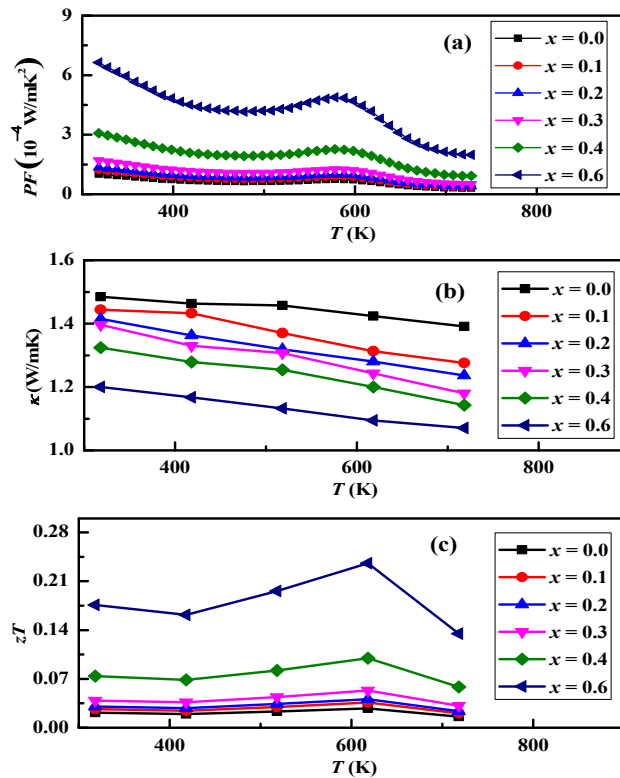 (a)
9
6
3
0
PF (10⁻⁴ W/mK²)
400
600
800
T (K)
x = 0.0
x = 0.1
x = 0.2
x = 0.3
x = 0.4
x = 0.6
(b)
1.6
1.4
1.2
1.0
κ(W/mK)
400
600
800
T (K)
x = 0.0
x = 0.1
x = 0.2
x = 0.3
x = 0.4
x = 0.6
(c)
0.28
0.21
0.14
0.07
0.00
zT
400
600
800
T (K)
x = 0.0
x = 0.1
x = 0.2
x = 0.3
x = 0.4
x = 0.6